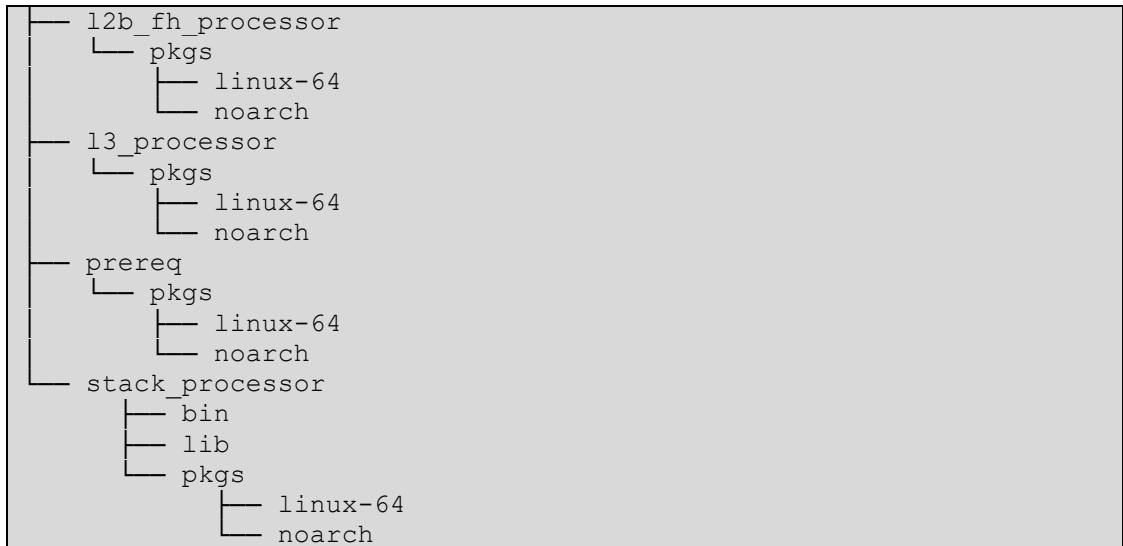 ├── l2b_fh_processor
│   └── pkgs
│       ├── linux-64
│       └── noarch
├── l3_processor
│   └── pkgs
│       ├── linux-64
│       └── noarch
├── prereq
│   └── pkgs
│       ├── linux-64
│       └── noarch
└── stack_processor
    ├── bin
    ├── lib
    └── pkgs
        ├── linux-64
        └── noarch